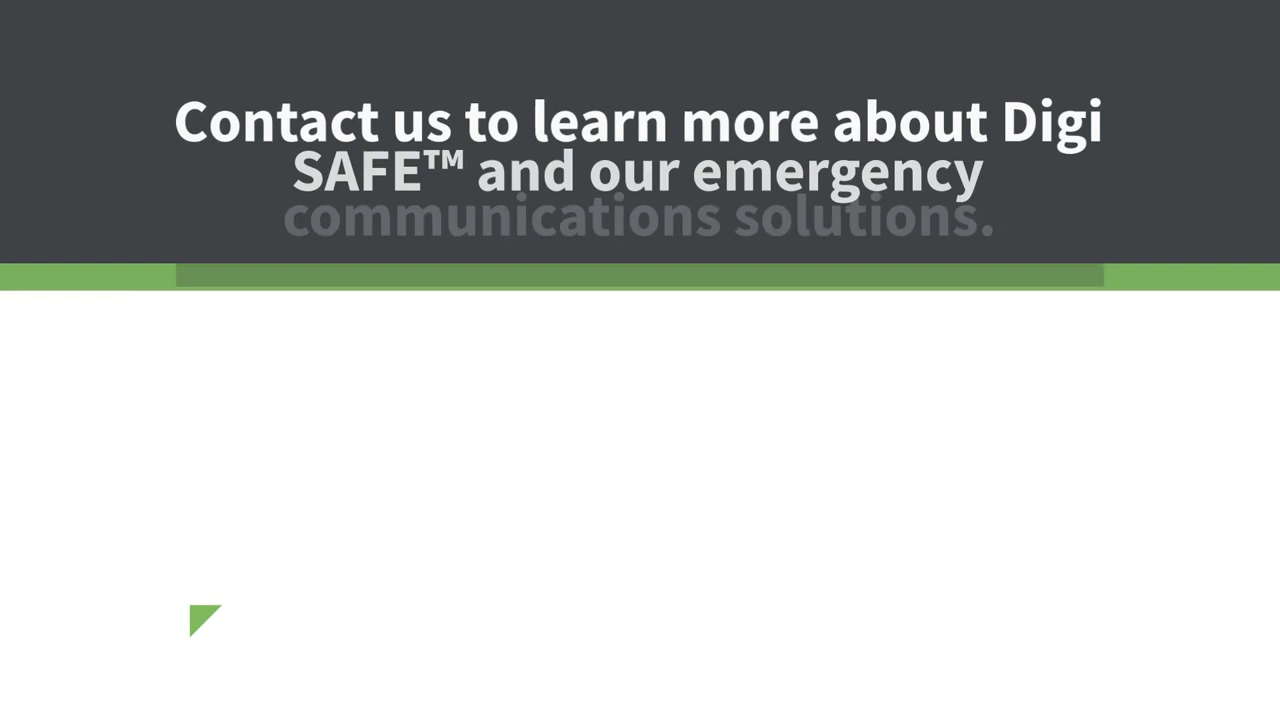 Contact us to learn more about Digi
SAFE™ and our emergency
communications solutions.